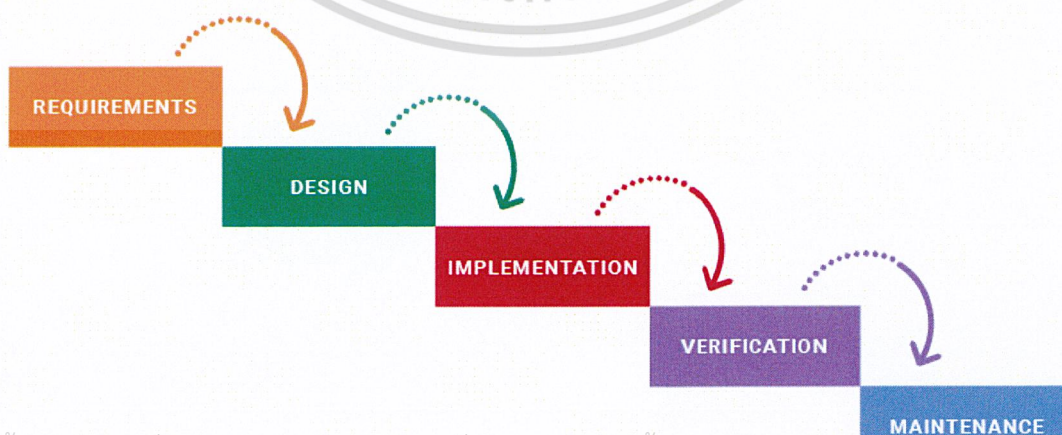 REQUIREMENTS
DESIGN
IMPLEMENTATION
VERIFICATION
MAINTENANCE